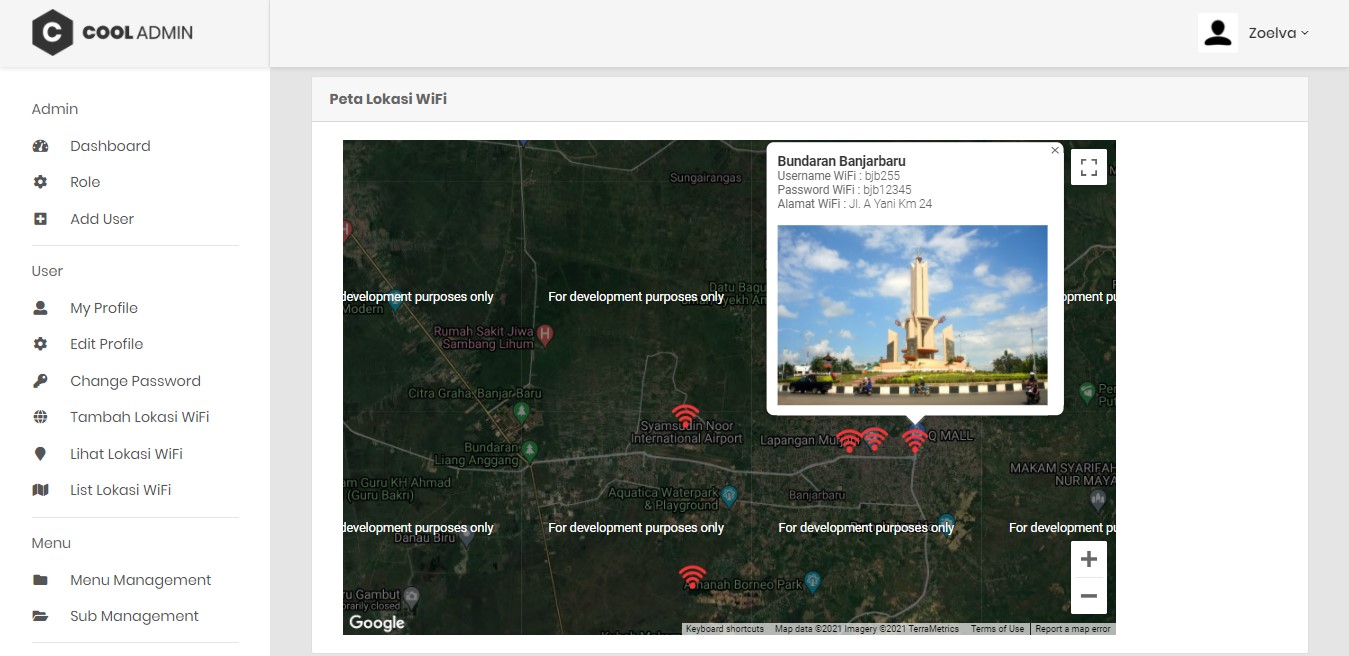 COOL ADMIN
Zoelva
Admin
Dashboard
Role
Add User
User
My Profile
Edit Profile
Change Password
Tambah Lokasi WiFi
Lihat Lokasi WiFi
List Lokasi WiFi
Menu
Menu Management
Sub Management
Peta Lokasi WiFi
Bundaran Banjarbaru
Username WiFi : bjb255
Password WiFi : bjb12345
Alamat WiFi : Jl. A Yani Km 24
Sungairangas
development purposes only
For development purposes only
Modern
Datu
Rumah Sakit Jiwa
Sambang Lihum
Citra Graha, Banjar Baru
Syamsudin Noor
International Airport
Lapangan
Q MALL
Bundaran
Liang Anggang
MAKAM SYARIFAH
NUR
am Guru KH Ahmad
(Guru Bakri)
Aquatica Waterpark
& Playground
Banjarbaru
development purposes only
For development purposes only
For development purposes only
For development pu
Danau Biru
Amanah Borneo Park
ru Gambut
orarily closed
Google
Keyboard shortcuts
Map data ©2021 Imagery ©2021 TerraMetrics
Terms of Use
Report a map error